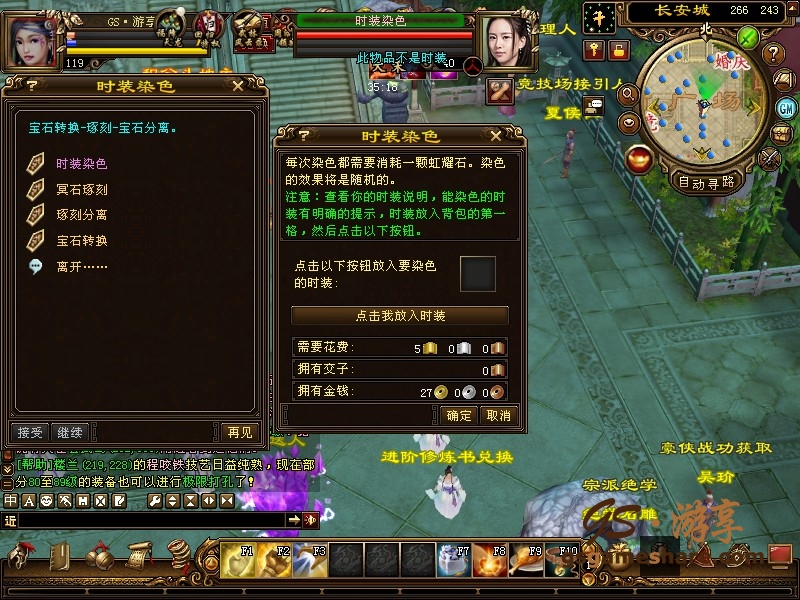 GS·游享
119
时装染色
此物品不是时装
35:18
长安城 266 243
北
婚庆
广场
GM
自动寻路
竞技场接引人
夏侯
理人
? 时装染色
宝石转换-琢刻-宝石分离。
时装染色
冥石琢刻
琢刻分离
宝石转换
离开……
接受 继续 再见
? 时装染色
每次染色都需要消耗一颗虹耀石。染色
的效果将是随机的。
注意：查看你的时装说明，能染色的时
装有明确的提示，时装放入背包的第一
格，然后点击以下按钮。
点击以下按钮放入要染色
的时装：
点击我放入时装
需要花费： 5 0 0
拥有交子： 0
拥有金钱： 27 0 0
确定 取消
[帮助]楼兰(219,228)的程咬铁技艺日益纯熟，现在部
分80至89级的装备也可以进行极限打孔了！
中 A
近
进阶修炼书兑换
豪侠战功获取
吴玠
宗派绝学
GS 游享
F1 F2 F3 F7 F8 F9 F10